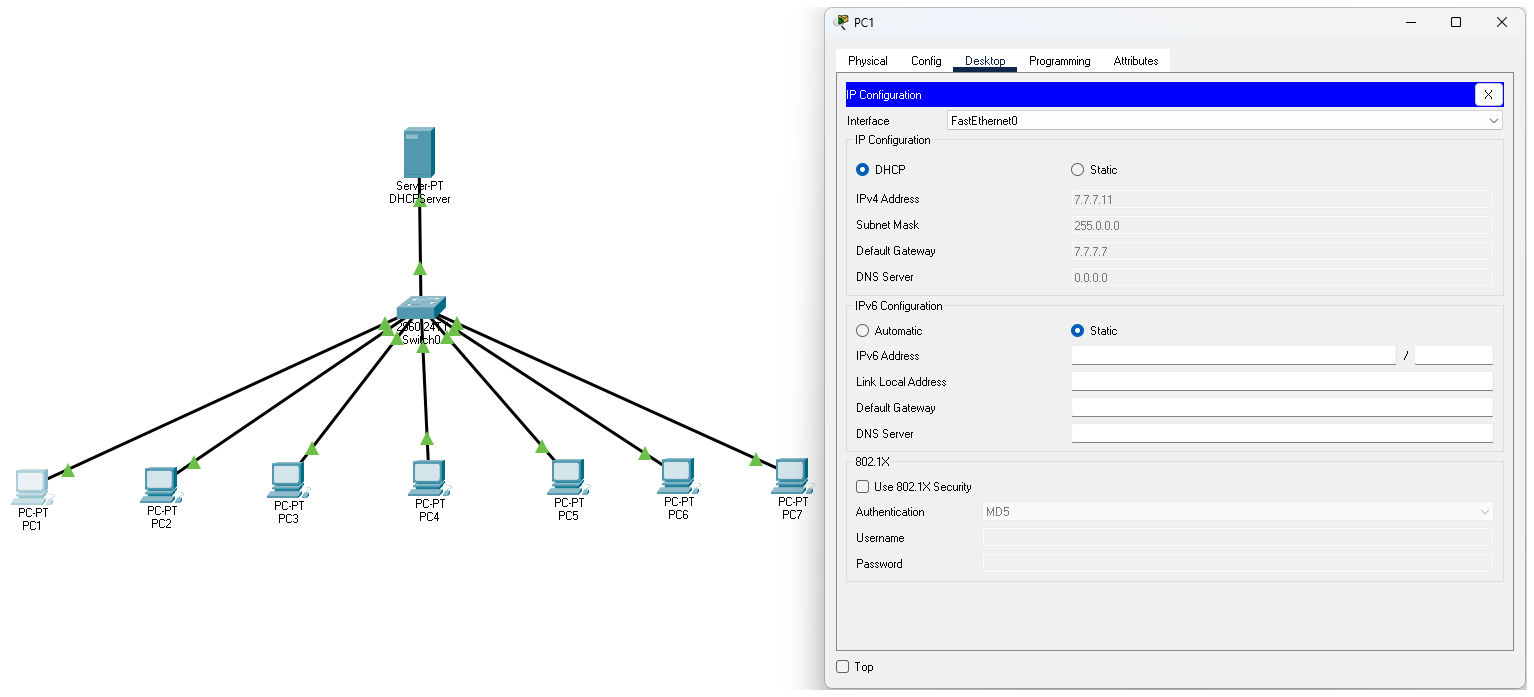 Server-PT
DHCPServer
2960-24TT
Switch0
PC-PT
PC1
PC-PT
PC2
PC-PT
PC3
PC-PT
PC4
PC-PT
PC5
PC-PT
PC6
PC-PT
PC7
PC1
Physical Config Desktop Programming Attributes
IP Configuration X
Interface FastEthernet0
IP Configuration
DHCP Static
IPv4 Address 7.7.7.11
Subnet Mask 255.0.0.0
Default Gateway 7.7.7.7
DNS Server 0.0.0.0
IPv6 Configuration
Automatic Static
IPv6 Address /
Link Local Address
Default Gateway
DNS Server
802.1X
Use 802.1X Security
Authentication MD5
Username
Password
Top